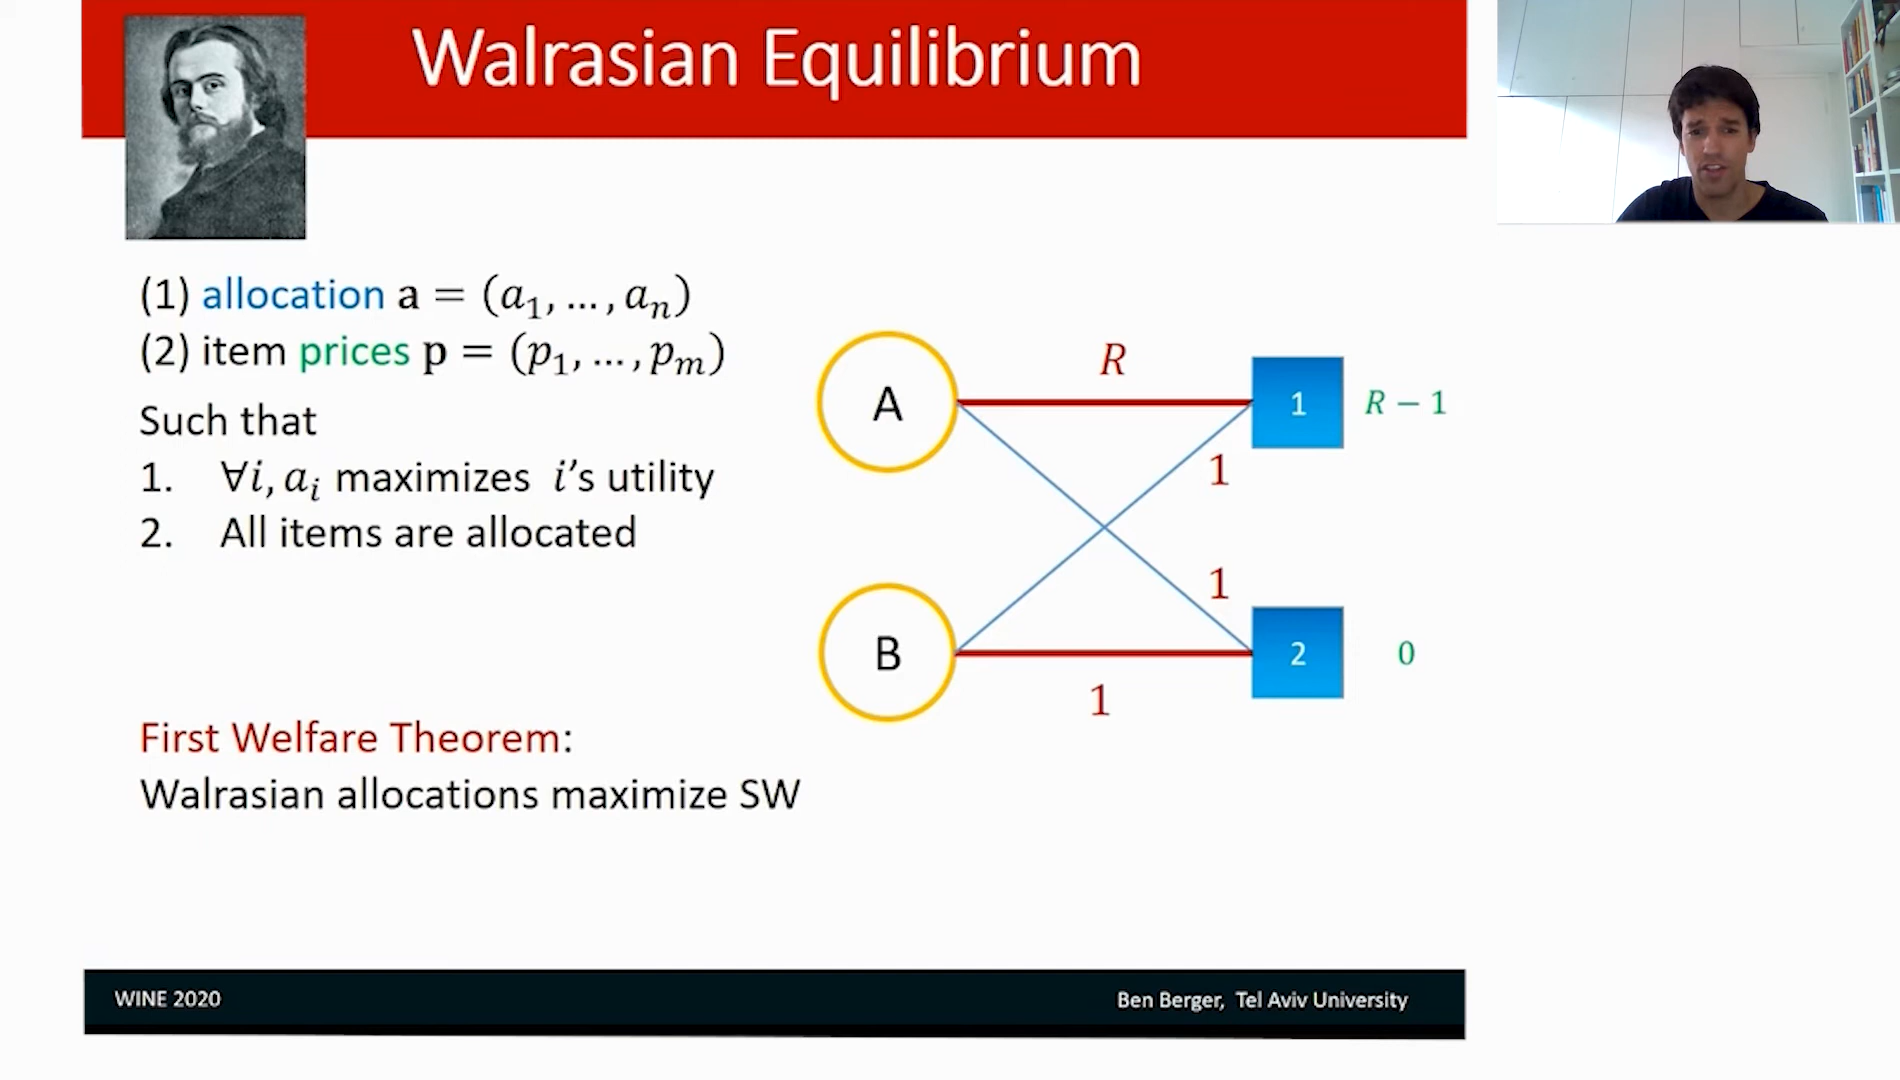 Walrasian Equilibrium
(1) allocation a = (a₁, ... , aₙ)
(2) item prices p = (p₁, ... , pₘ)
Such that
1. ∀i, aᵢ maximizes i's utility
2. All items are allocated
First Welfare Theorem:
Walrasian allocations maximize SW
R
A
1
R − 1
1
1
B
2
0
1
WINE 2020
Ben Berger, Tel Aviv University